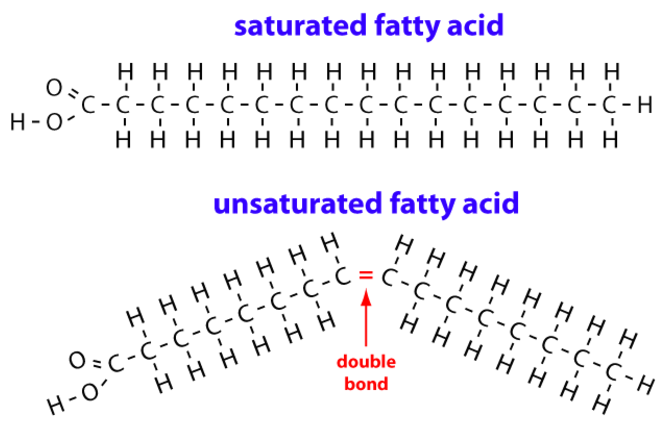 saturated fatty acid
H H H H H H H H H H H H H H H
O
C-C-C-C-C-C-C-C-C-C-C-C-C-C-C-C-H
H-O
H H H H H H H H H H H H H H H
unsaturated fatty acid
H H H H H H H H H H H H H H H
O=C-C-C-C-C-C-C-C=C-C-C-C-C-C-C-C-H
H-O
H H H H H H H H H H H H H
double
bond